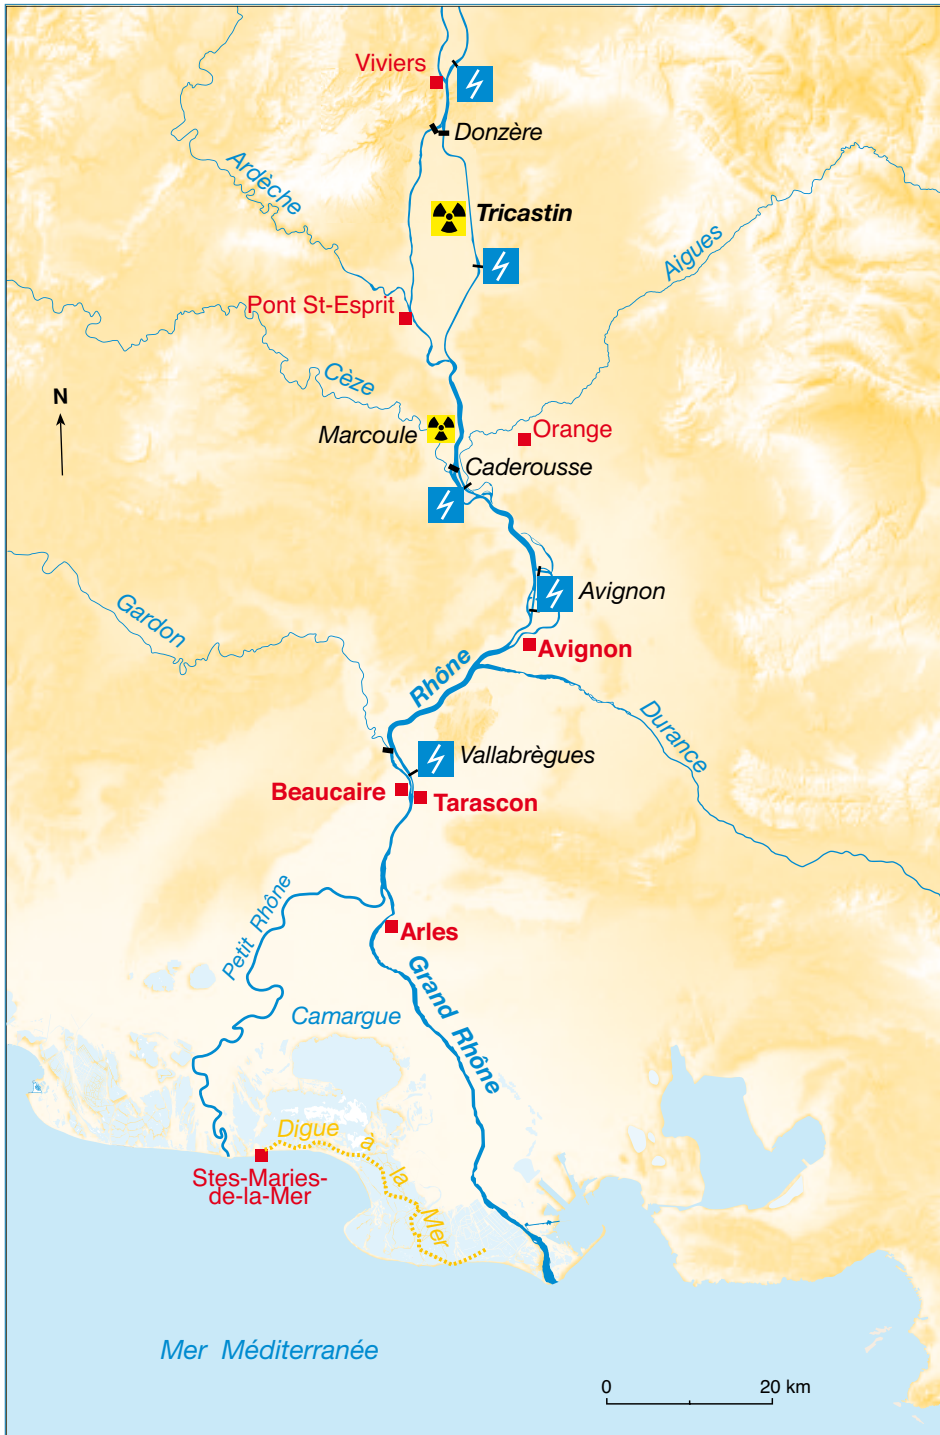 Viviers
Donzère
Ardèche
Tricastin
Aigues
Pont St-Esprit
Cèze
N
Marcoule
Orange
Caderousse
Gardon
Avignon
Avignon
Rhône
Durance
Vallabrègues
Beaucaire
Tarascon
Petit Rhône
Arles
Grand Rhône
Camargue
Digue à la Mer
Stes-Maries-
de-la-Mer
Mer Méditerranée
0 20 km